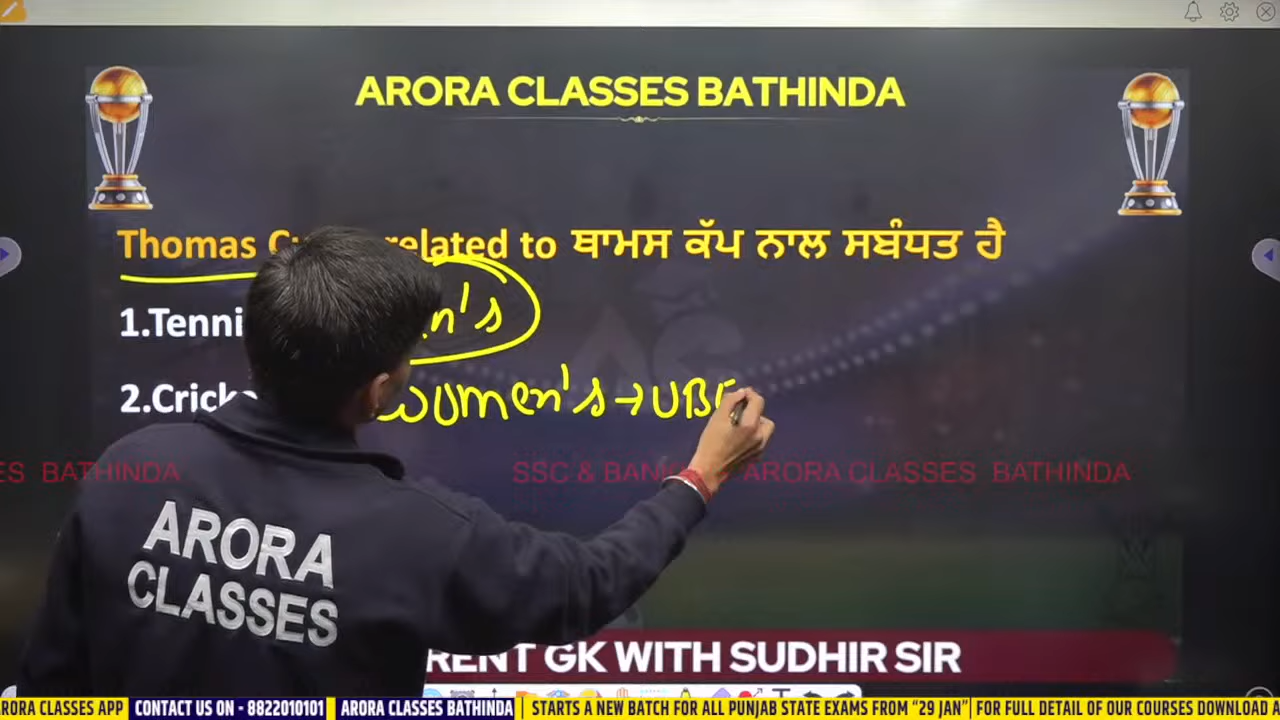 ARORA CLASSES BATHINDA
Thomas related to ਥਾਮਸ ਕੱਪ ਨਾਲ ਸਬੰਧਤ ਹੈ
1.Tenni
n's
2.Crick
women's → UBE
ES BATHINDA SSC & BANK ARORA CLASSES BATHINDA
ARORA
CLASSES
RENT GK WITH SUDHIR SIR
RORA CLASSES APP CONTACT US ON - 8822010101 ARORA CLASSES BATHINDA STARTS A NEW BATCH FOR ALL PUNJAB STATE EXAMS FROM "29 JAN" FOR FULL DETAIL OF OUR COURSES DOWNLOAD A